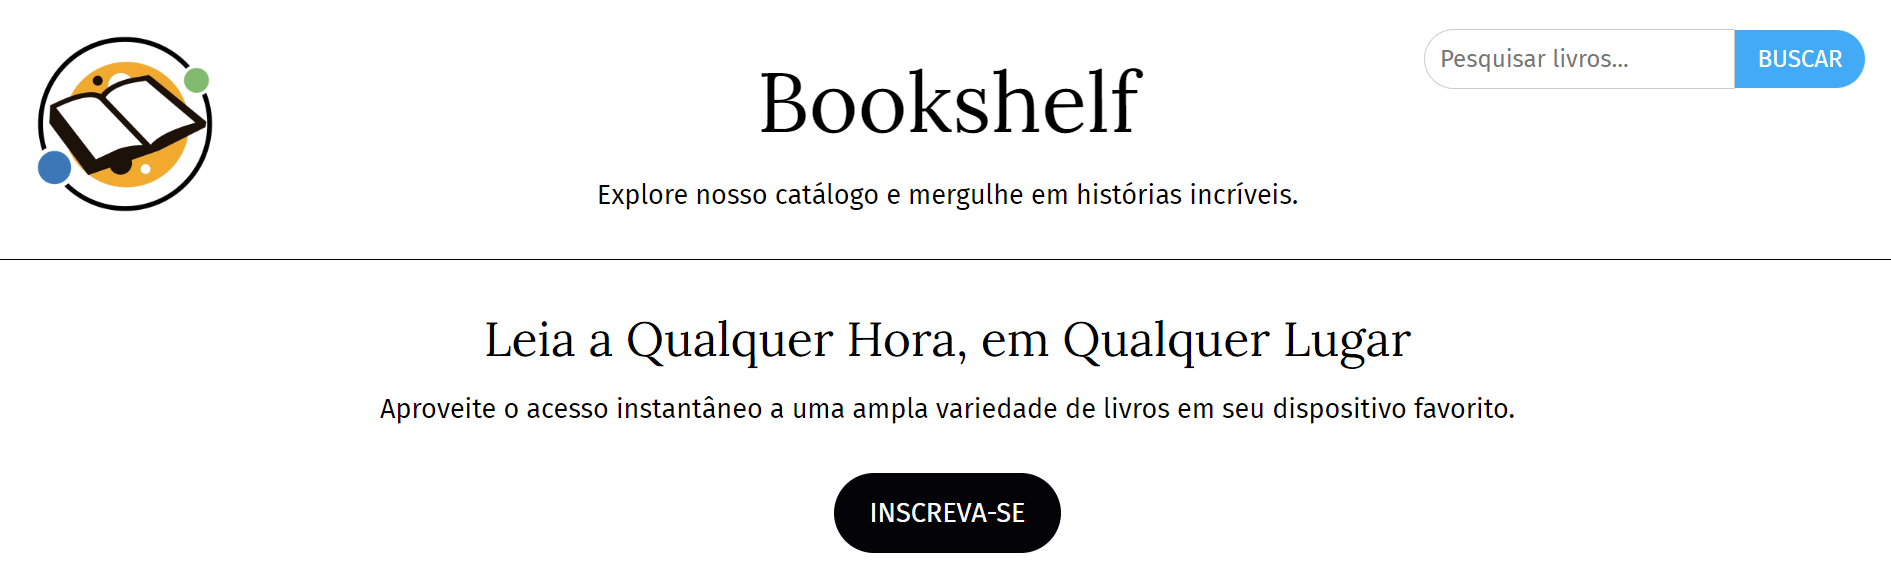 Pesquisar livros...
BUSCAR
Bookshelf
Explore nosso catálogo e mergulhe em histórias incríveis.
Leia a Qualquer Hora, em Qualquer Lugar
Aproveite o acesso instantâneo a uma ampla variedade de livros em seu dispositivo favorito.
INSCREVA-SE